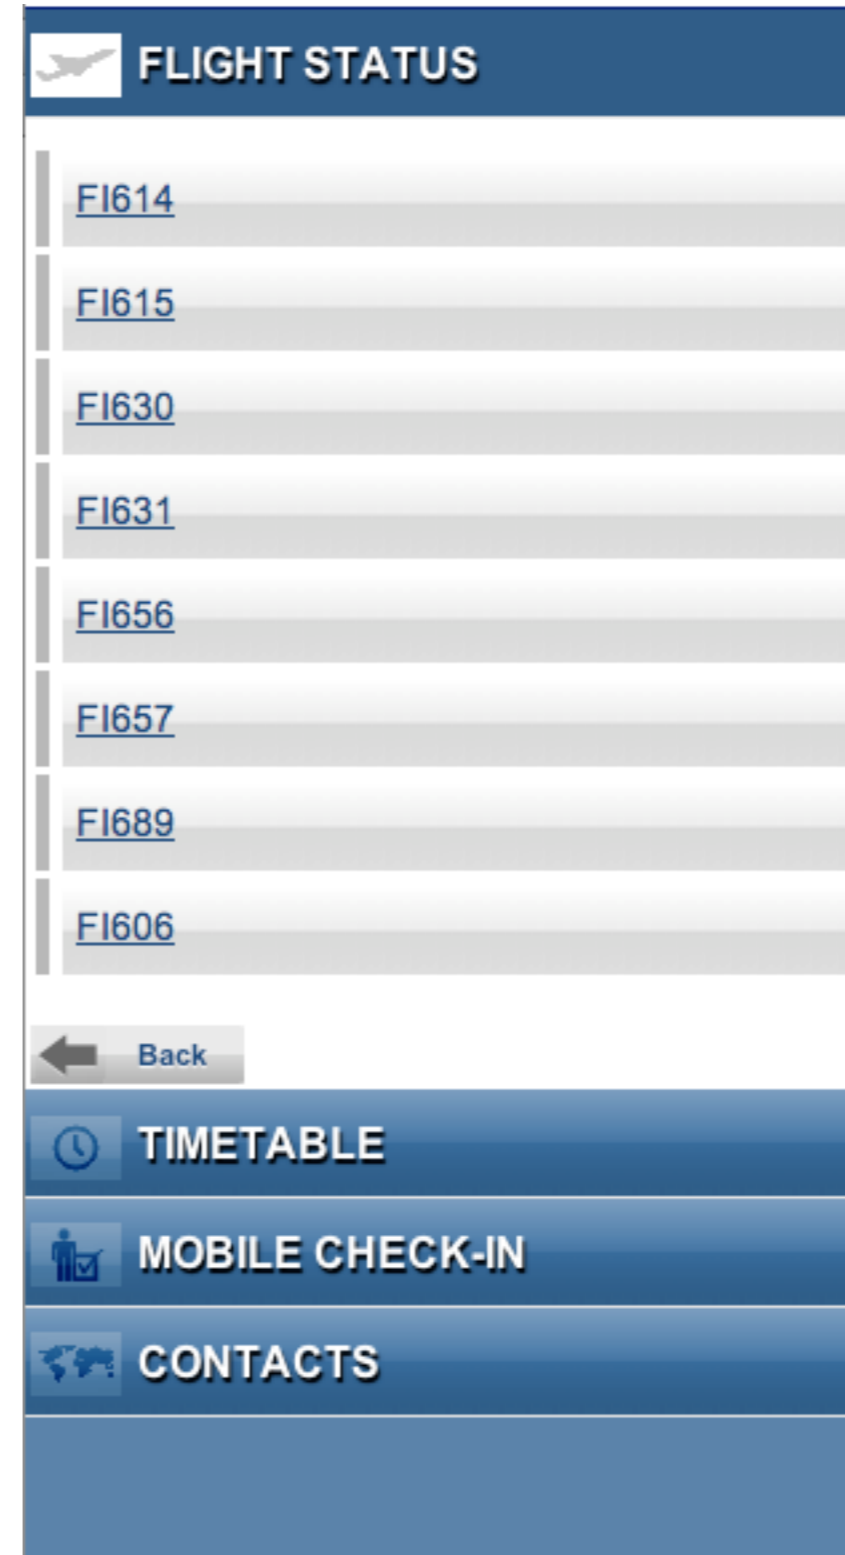 FLIGHT STATUS
FI614
FI615
FI630
FI631
FI656
FI657
FI689
FI606
Back
TIMETABLE
MOBILE CHECK-IN
CONTACTS